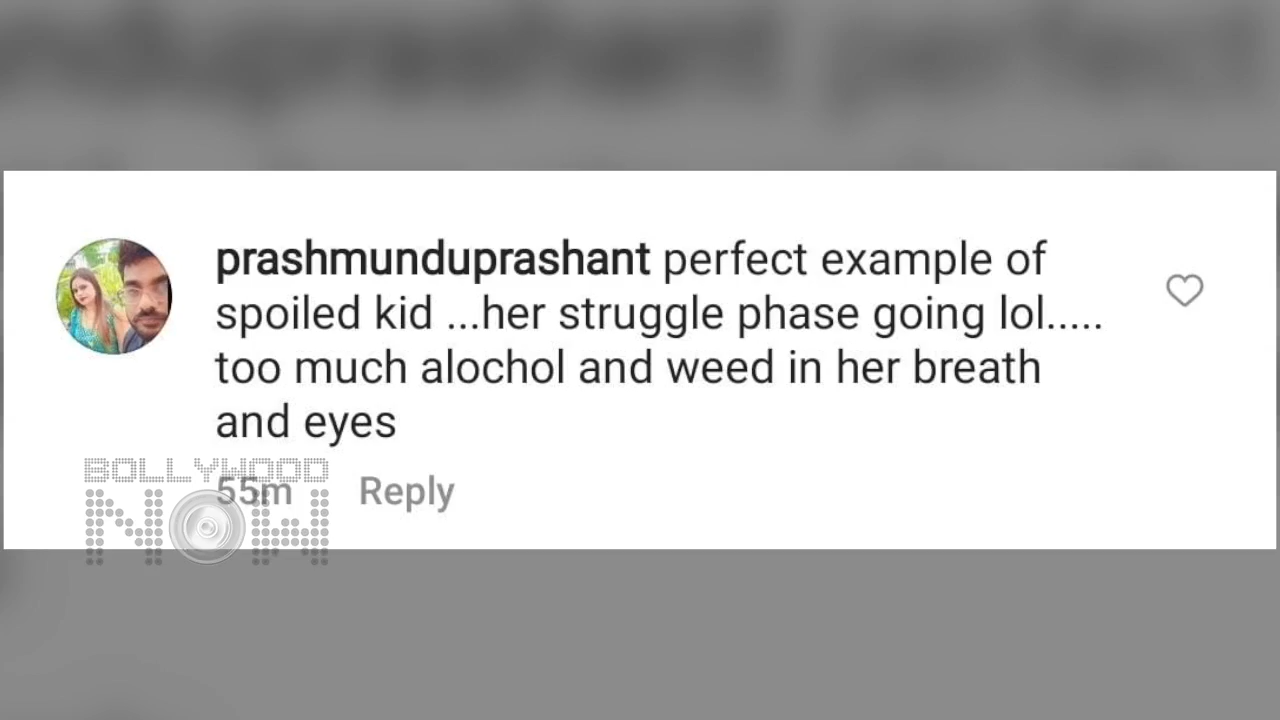 prashmunduprashant perfect example of
spoiled kid ...her struggle phase going lol.....
too much alochol and weed in her breath
and eyes
55m Reply
BOLLYWOOD
NOW